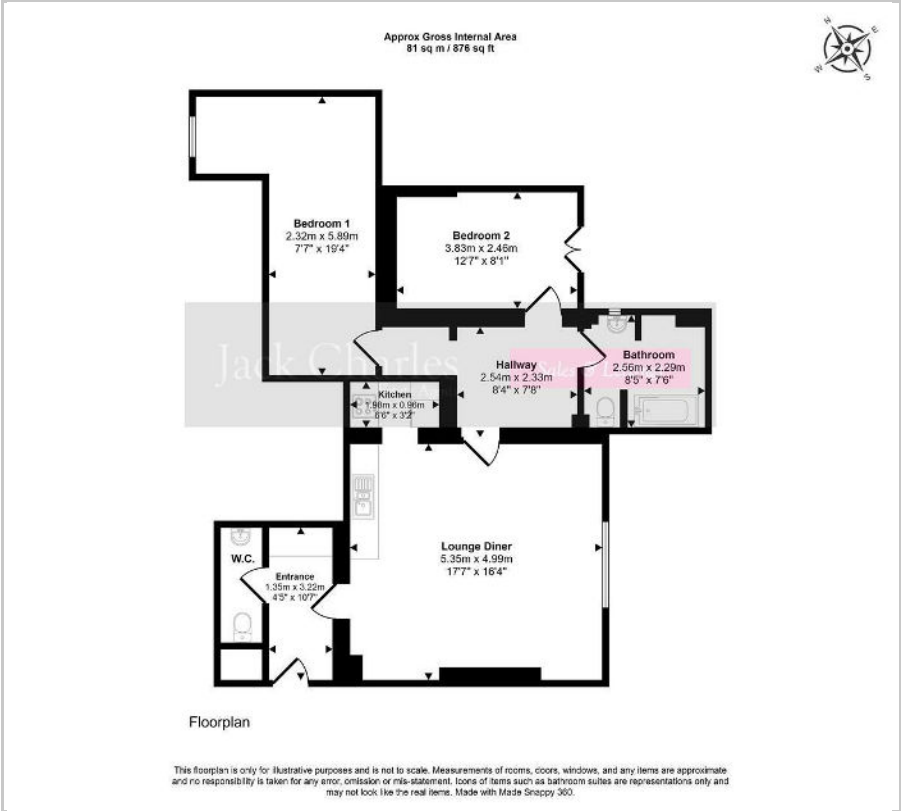 Approx Gross Internal Area
81 sq m / 876 sq ft
N
E
S
W
Bedroom 1
2.32m x 5.89m
7'7" x 19'4"
Bedroom 2
3.83m x 2.46m
12'7" x 8'1"
Jack Charles
Sales &
Hallway
2.54m x 2.33m
8'4" x 7'8"
Bathroom
2.56m x 2.29m
8'5" x 7'6"
Kitchen
1.98m x 0.96m
6'6" x 3'2"
Lounge Diner
5.35m x 4.99m
17'7" x 16'4"
W.C.
Entrance
1.35m x 3.22m
4'5" x 10'7"
Floorplan
This floorplan is only for illustrative purposes and is not to scale. Measurements of rooms, doors, windows, and any items are approximate
and no responsibility is taken for any error, omission or mis-statement. Icons of items such as bathroom suites are representations only and
may not look like the real items. Made with Made Snappy 360.